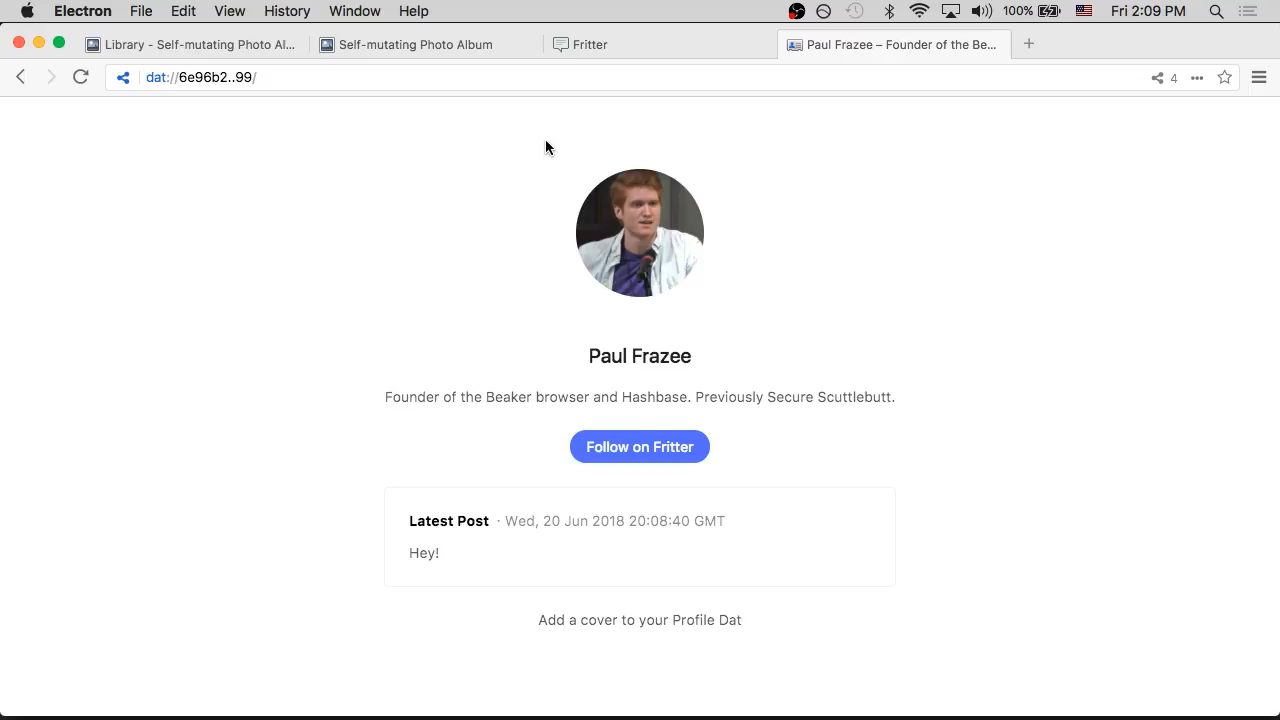 Electron File Edit View History Window Help 100% Fri 2:09 PM
Library - Self-mutating Photo Al... Self-mutating Photo Album Fritter Paul Frazee – Founder of the Be...
dat://6e96b2..99/ 4
Paul Frazee
Founder of the Beaker browser and Hashbase. Previously Secure Scuttlebutt.
Follow on Fritter
Latest Post · Wed, 20 Jun 2018 20:08:40 GMT
Hey!
Add a cover to your Profile Dat